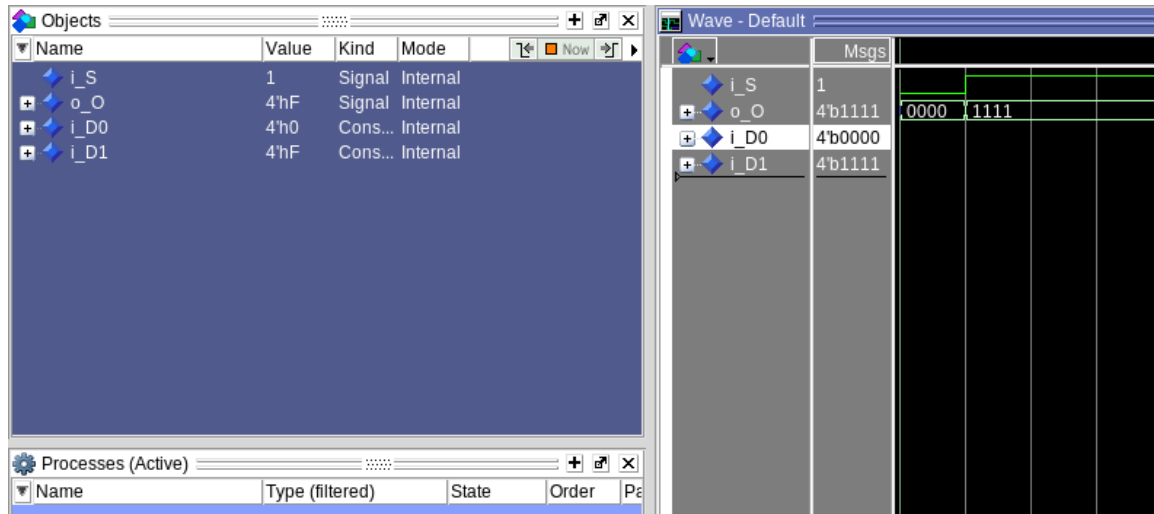 Objects
Name Value Kind Mode Now
i_S 1 Signal Internal
o_O 4'hF Signal Internal
i_D0 4'h0 Cons... Internal
i_D1 4'hF Cons... Internal
Processes (Active)
Name Type (filtered) State Order Pa
Wave - Default
Msgs
i_S 1
o_O 4'b1111 0000 1111
i_D0 4'b0000
i_D1 4'b1111